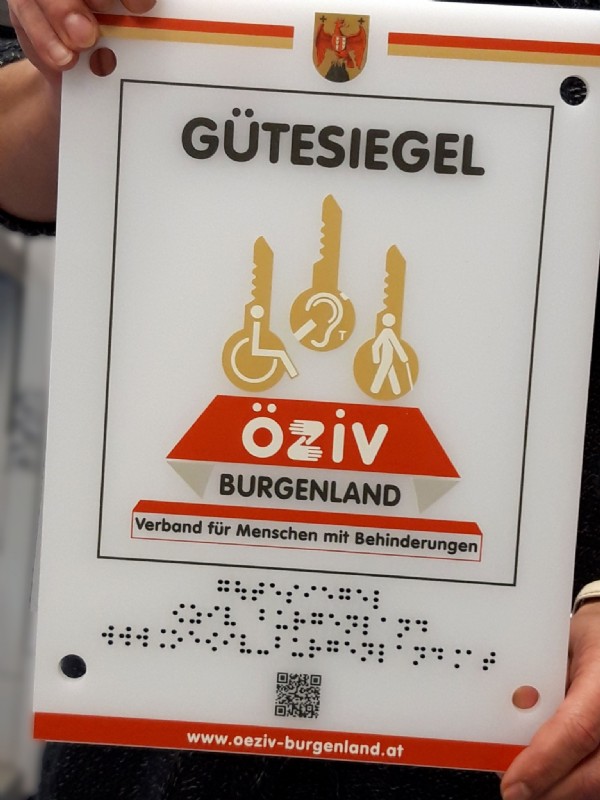 GÜTESIEGEL
T
ÖZIV
BURGENLAND
Verband für Menschen mit Behinderungen
www.oeziv-burgenland.at